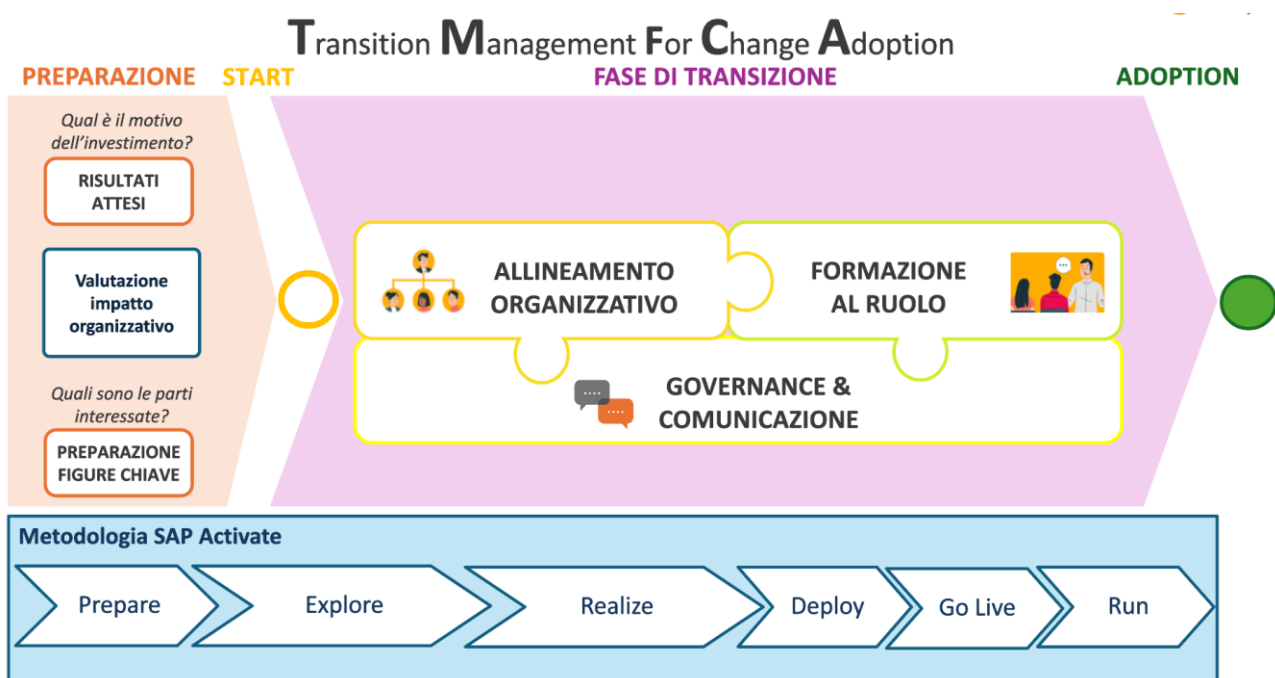 Transition Management For Change Adoption
PREPARAZIONE START FASE DI TRANSIZIONE ADOPTION
Qual è il motivo
dell'investimento?
RISULTATI
ATTESI
Valutazione
impatto
organizzativo
Quali sono le parti
interessate?
PREPARAZIONE
FIGURE CHIAVE
ALLINEAMENTO
ORGANIZZATIVO
FORMAZIONE
AL RUOLO
GOVERNANCE &
COMUNICAZIONE
Metodologia SAP Activate
Prepare Explore Realize Deploy Go Live Run